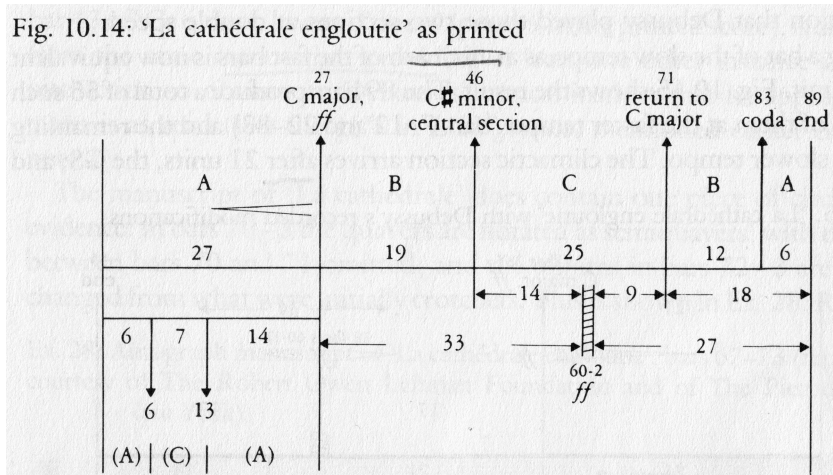 Fig. 10.14: 'La cathédrale engloutie' as printed
27 46 71 83 89
C major, C♯ minor, return to coda end
ff central section C major
A B C B A
27 19 25 12 6
14 9 18
6 7 14 33 27
60-2
6 13 ff
(A) (C) (A)